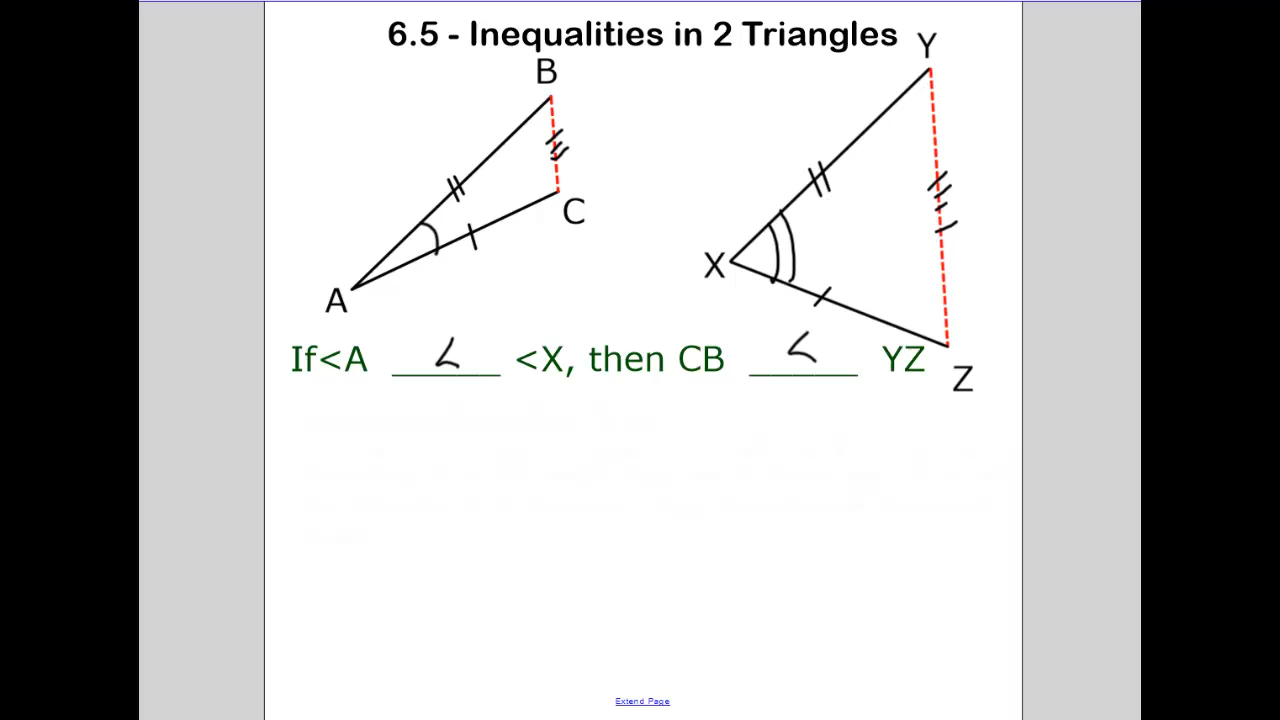 6.5 - Inequalities in 2 Triangles
Y
B
C
X
A
If<A < <X, then CB < YZ
Z
Extend Page